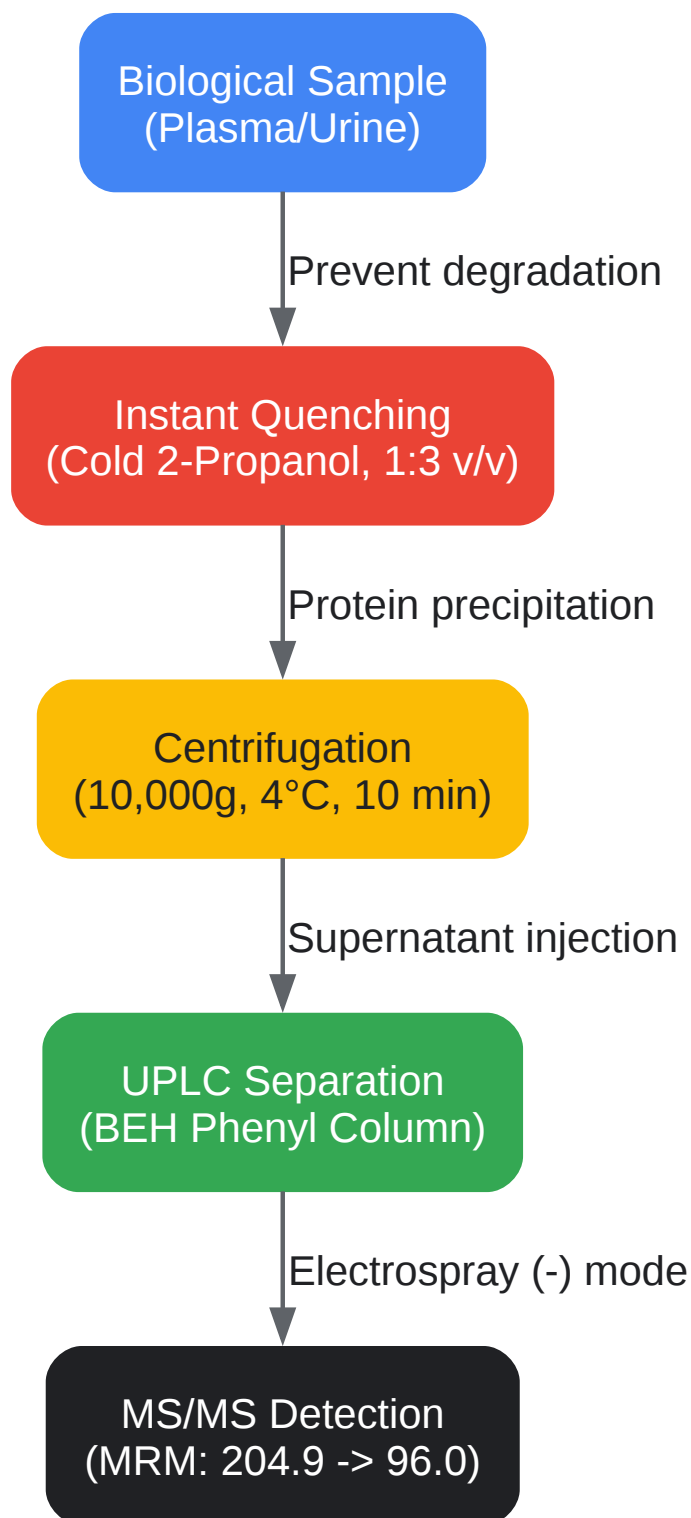 Biological Sample
(Plasma/Urine)
Prevent degradation
Instant Quenching
(Cold 2-Propanol, 1:3 v/v)
Protein precipitation
Centrifugation
(10,000g, 4°C, 10 min)
Supernatant injection
UPLC Separation
(BEH Phenyl Column)
Electrospray (-) mode
MS/MS Detection
(MRM: 204.9 -> 96.0)